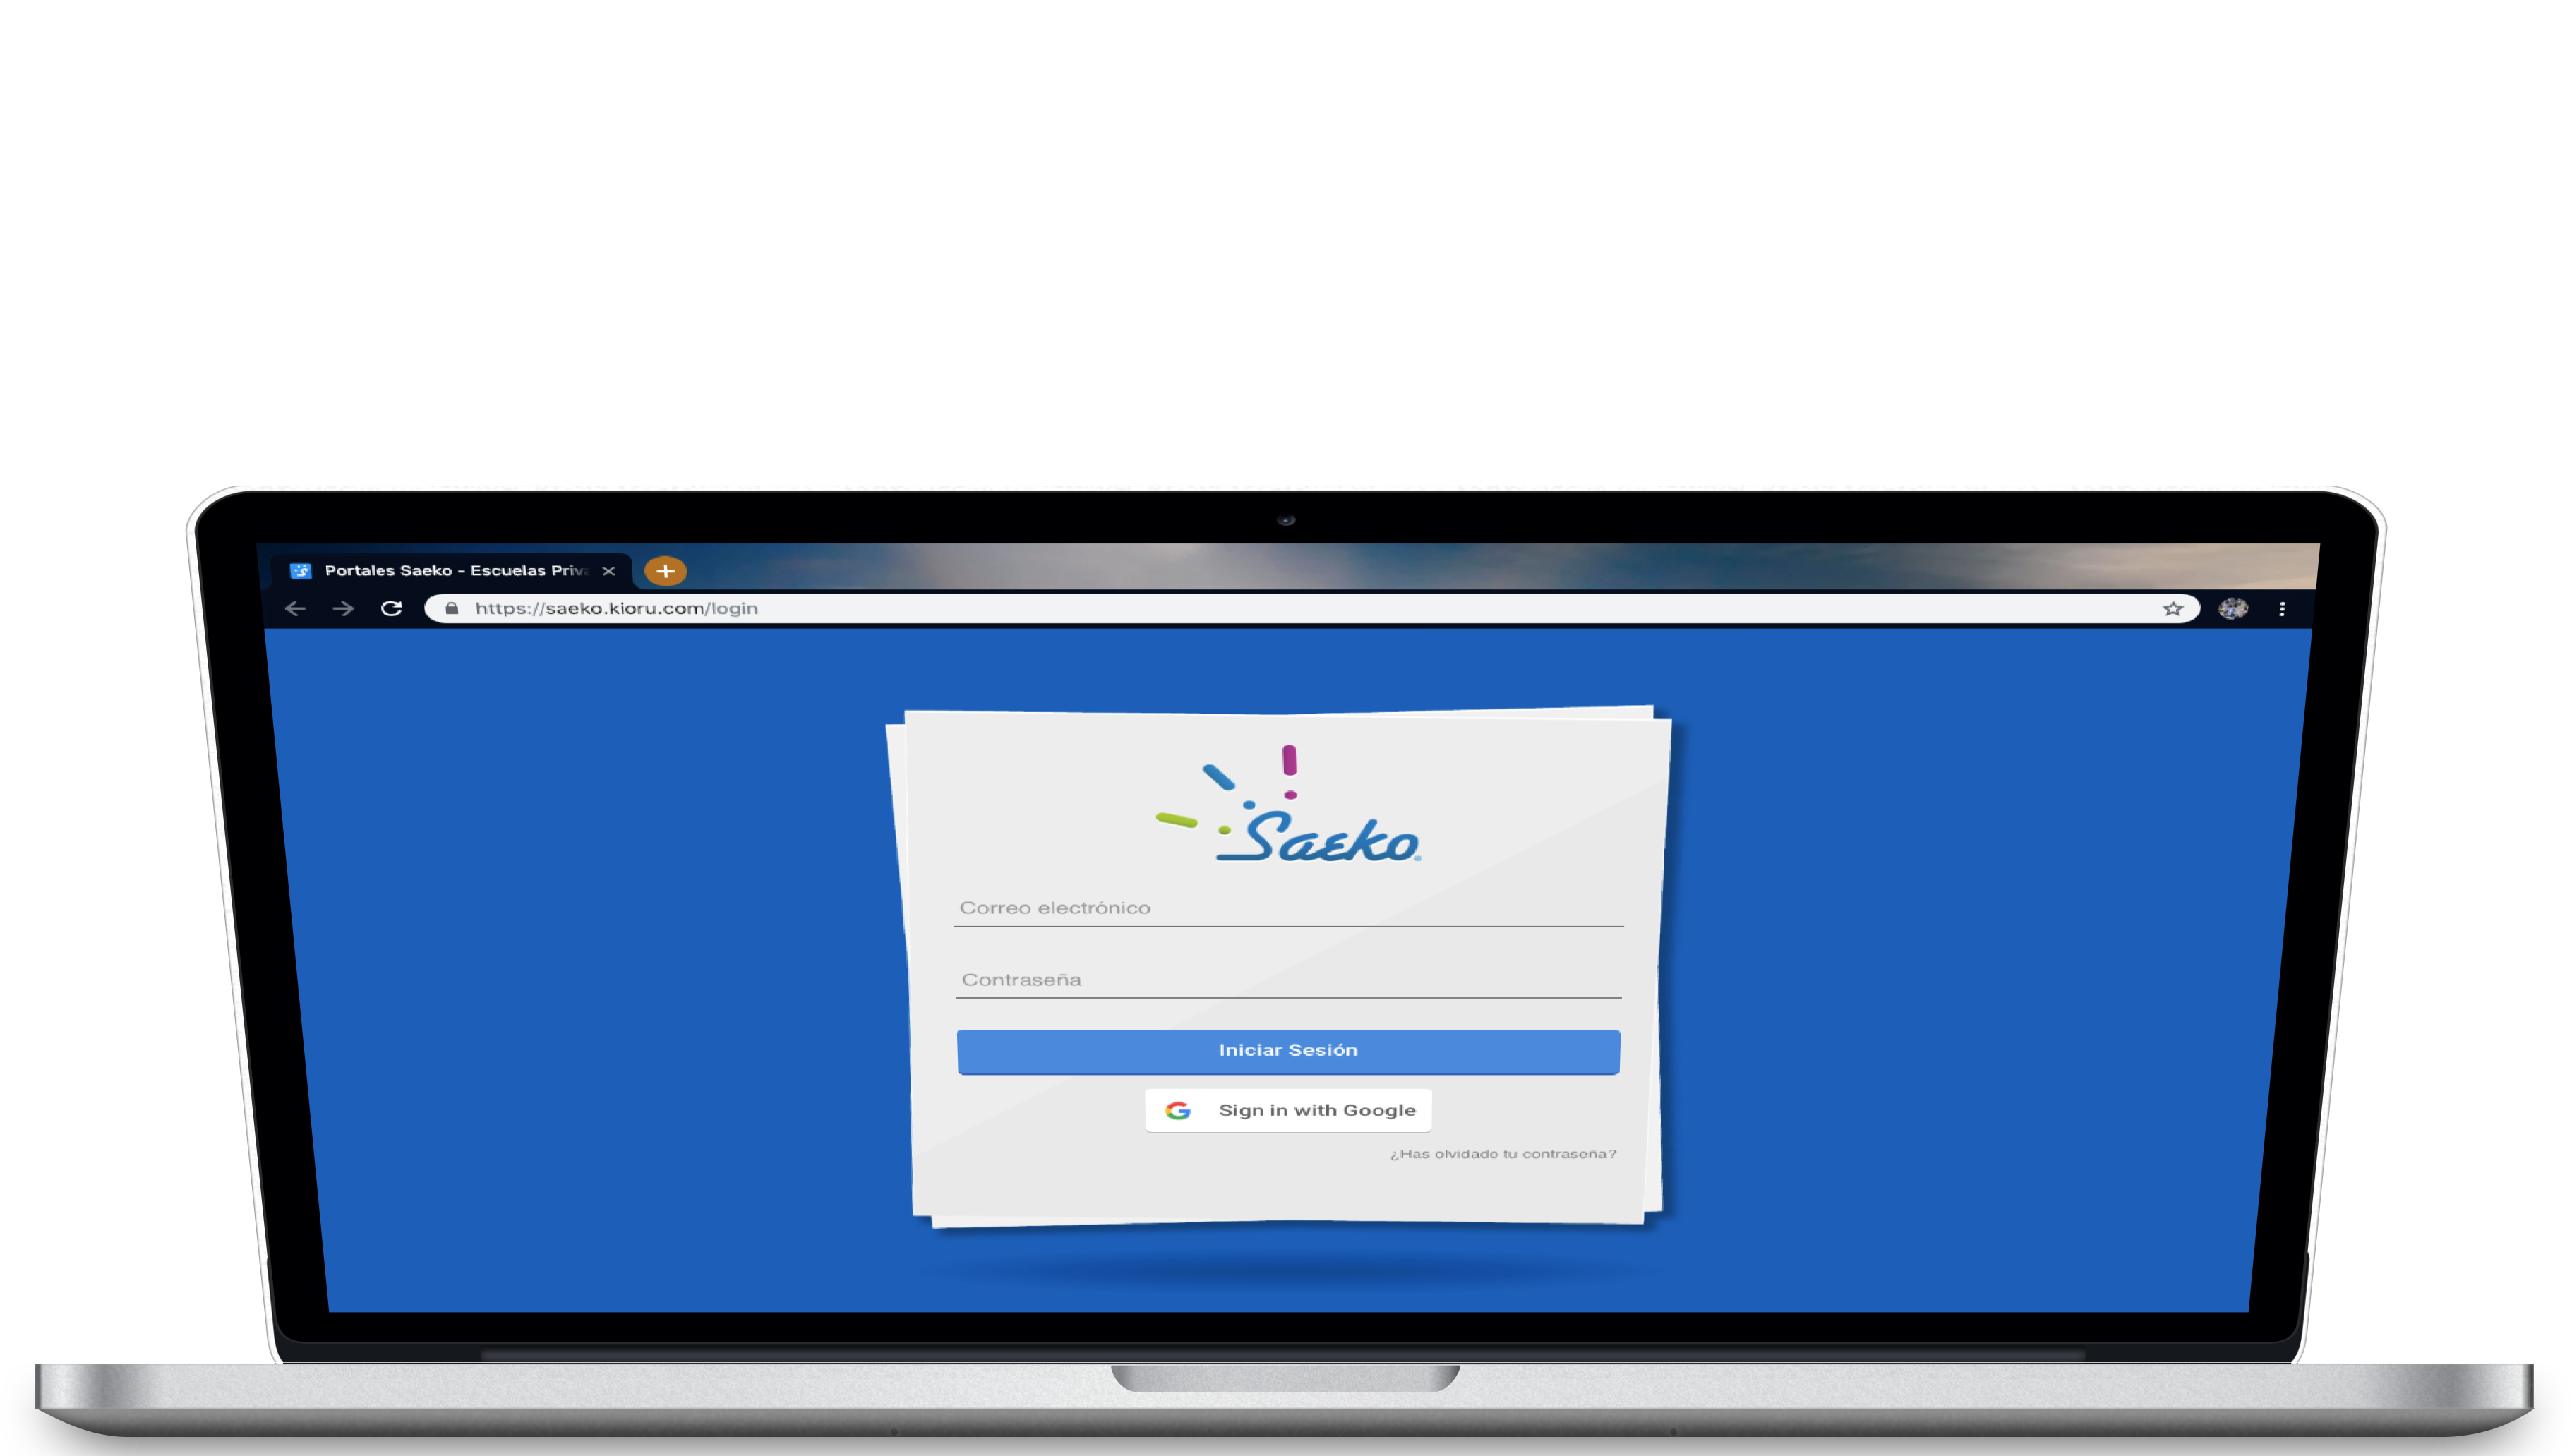 Portales Saeko - Escuelas Priv
https://saeko.kioru.com/login
Saeko
Correo electrónico
Contraseña
Iniciar Sesión
Sign in with Google
¿Has olvidado tu contraseña?